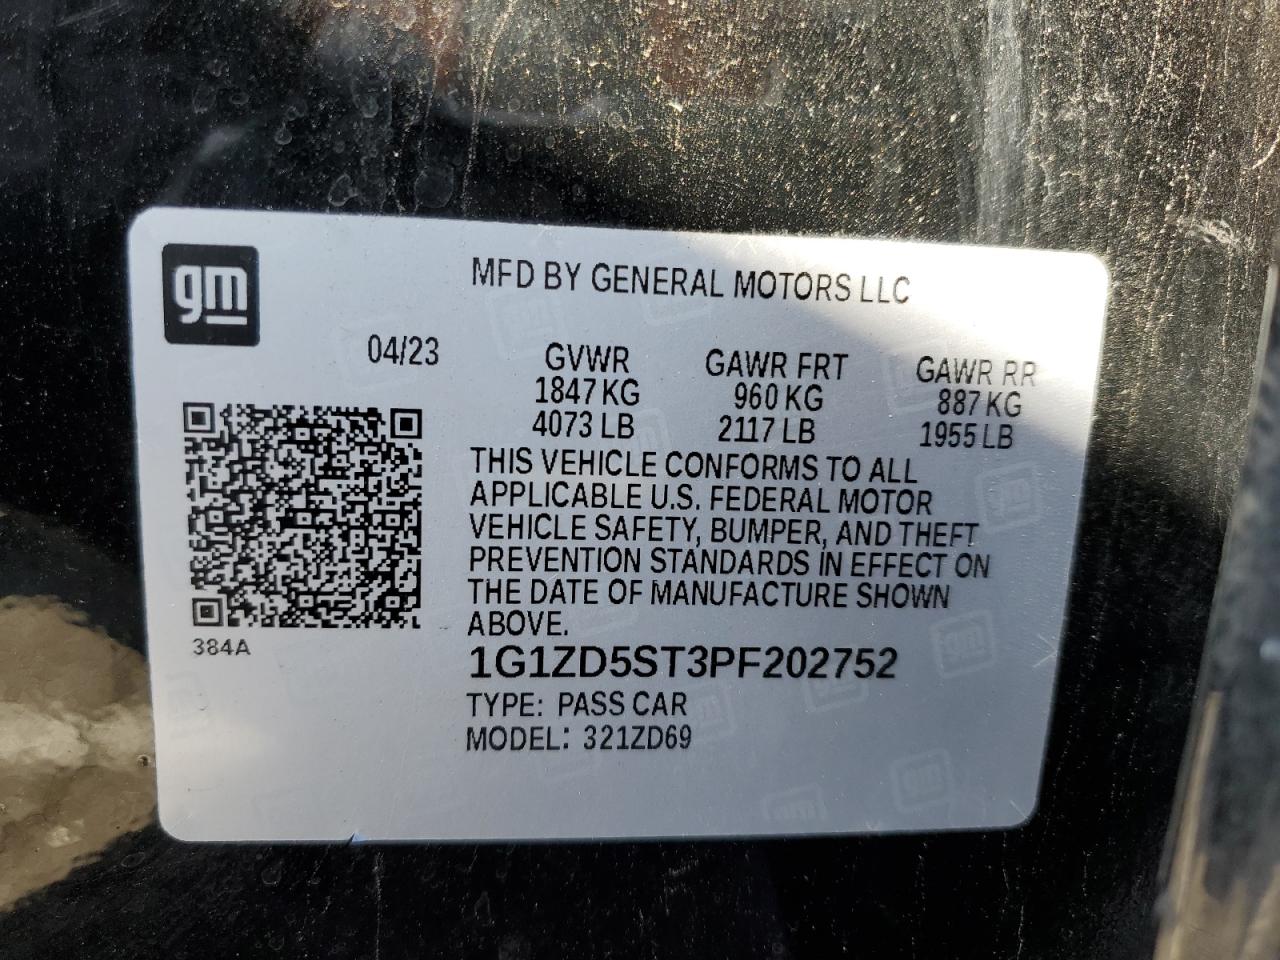 gm
MFD BY GENERAL MOTORS LLC
04/23
GVWR GAWR FRT GAWR RR
1847 KG 960 KG 887 KG
4073 LB 2117 LB 1955 LB
THIS VEHICLE CONFORMS TO ALL
APPLICABLE U.S. FEDERAL MOTOR
VEHICLE SAFETY, BUMPER, AND THEFT
PREVENTION STANDARDS IN EFFECT ON
THE DATE OF MANUFACTURE SHOWN
ABOVE.
384A
1G1ZD5ST3PF202752
TYPE: PASS CAR
MODEL: 321ZD69